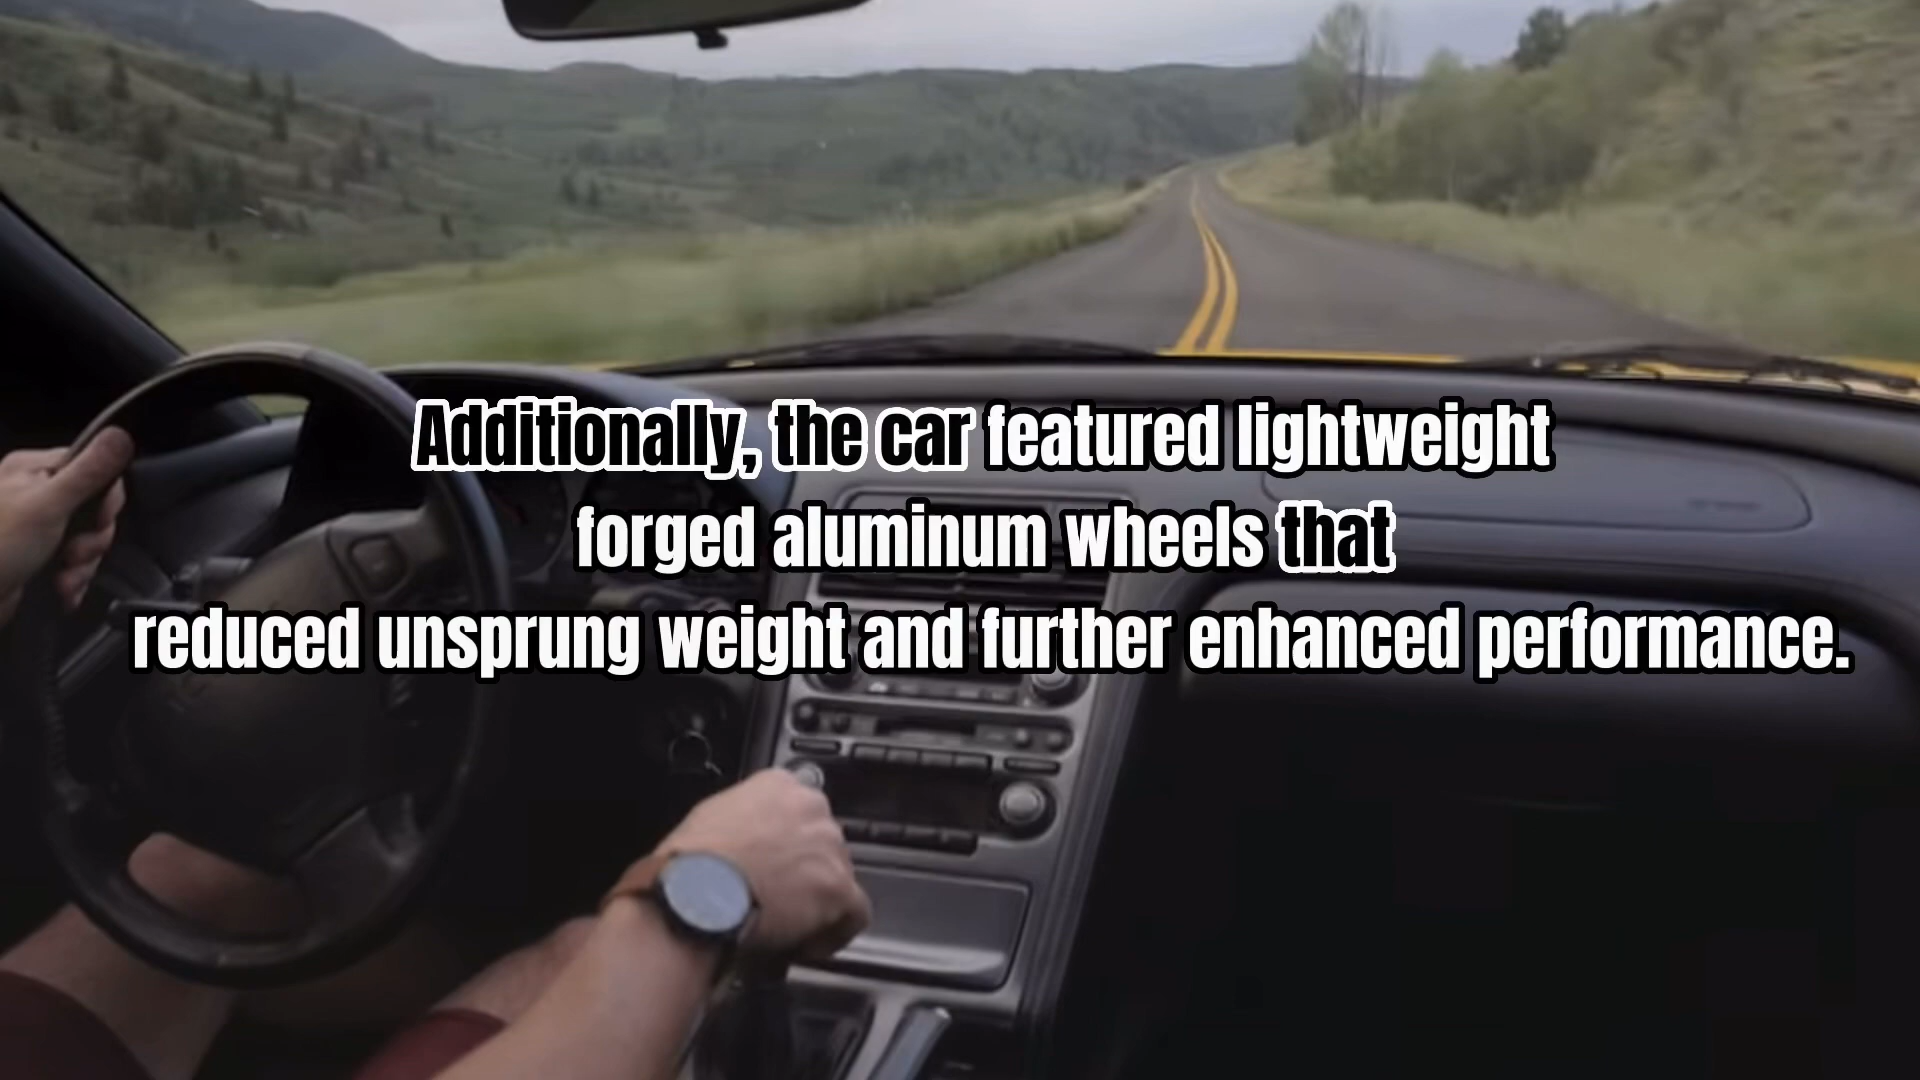 Additionally, the car featured lightweight
forged aluminum wheels that
reduced unsprung weight and further enhanced performance.